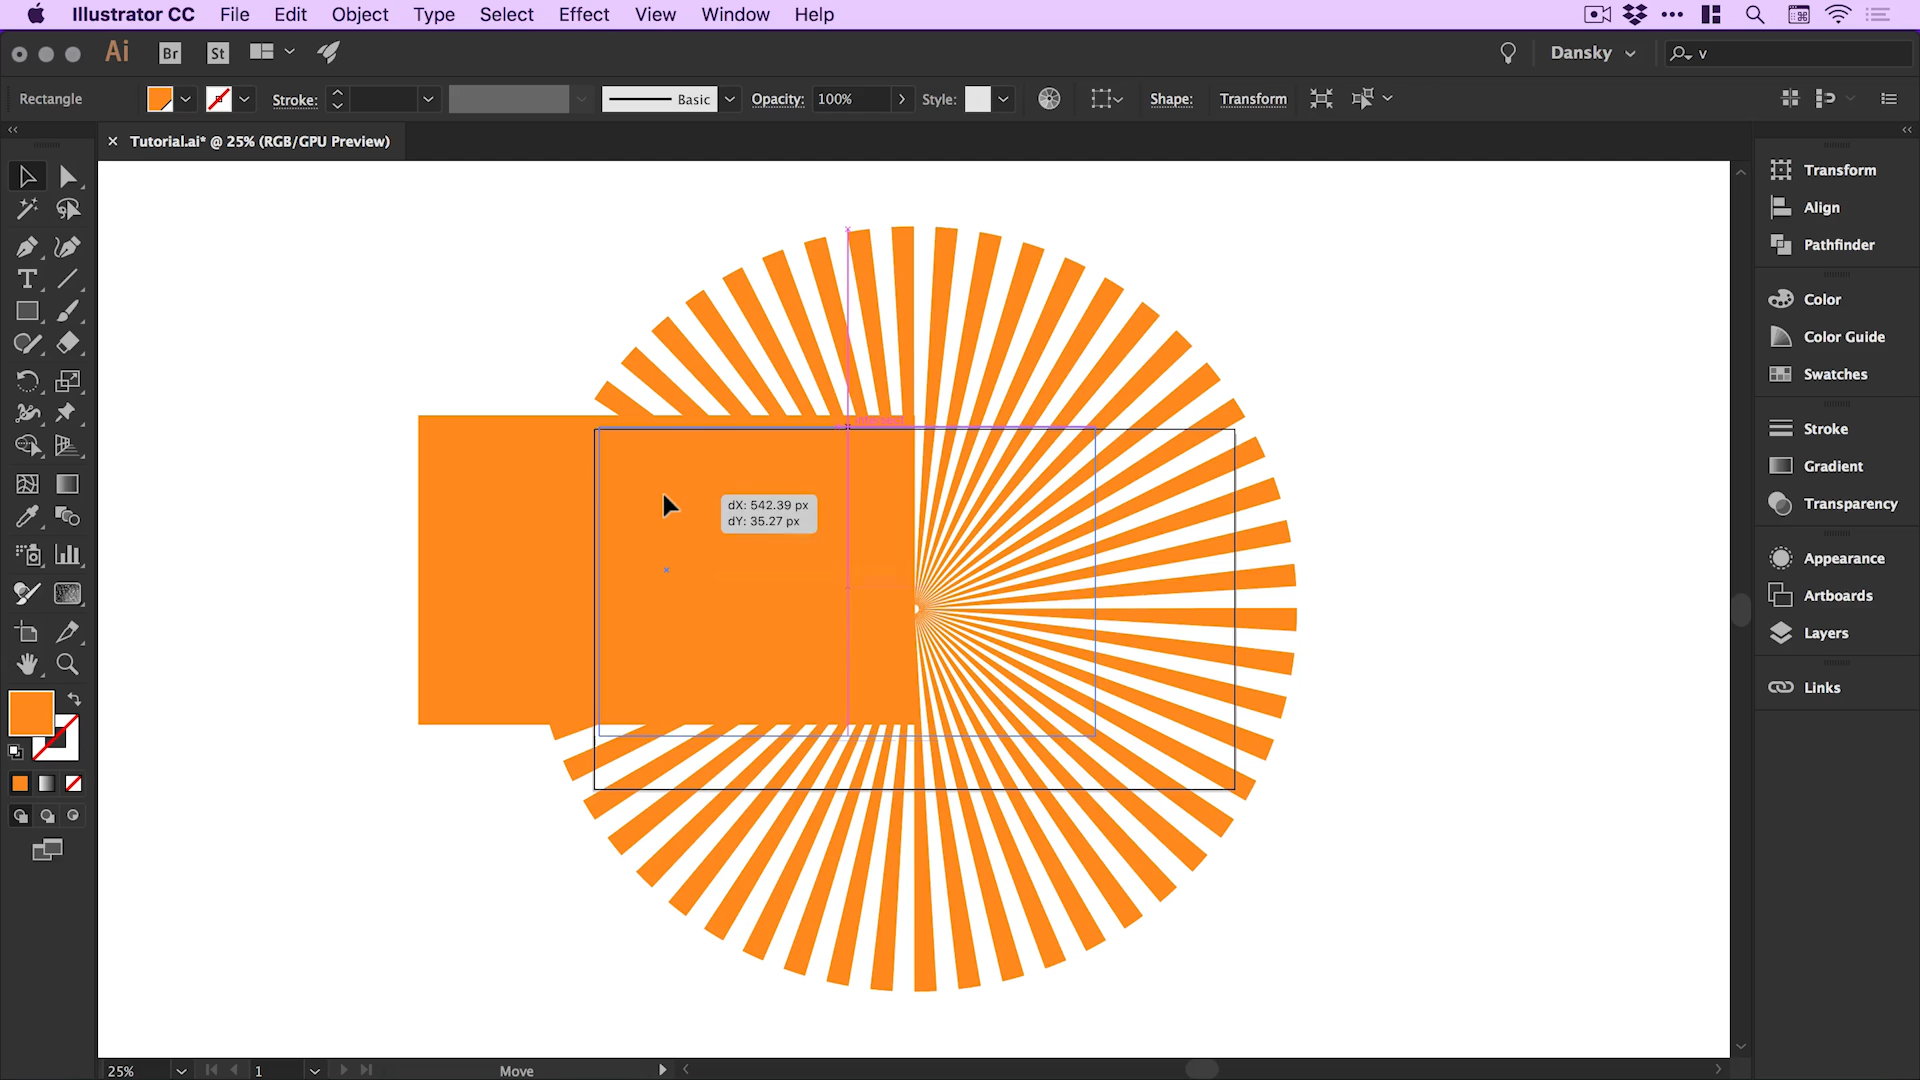 Illustrator CC File Edit Object Type Select Effect View Window Help
Ai Br St Dansky v
Rectangle Stroke: Basic Opacity: 100% Style: Shape: Transform
× Tutorial.ai* @ 25% (RGB/GPU Preview)
Transform
Align
Pathfinder
Color
Color Guide
Swatches
Stroke
Gradient
Transparency
Appearance
Artboards
Layers
Links
dX: 542.39 px
dY: 35.27 px
25% 1 Move